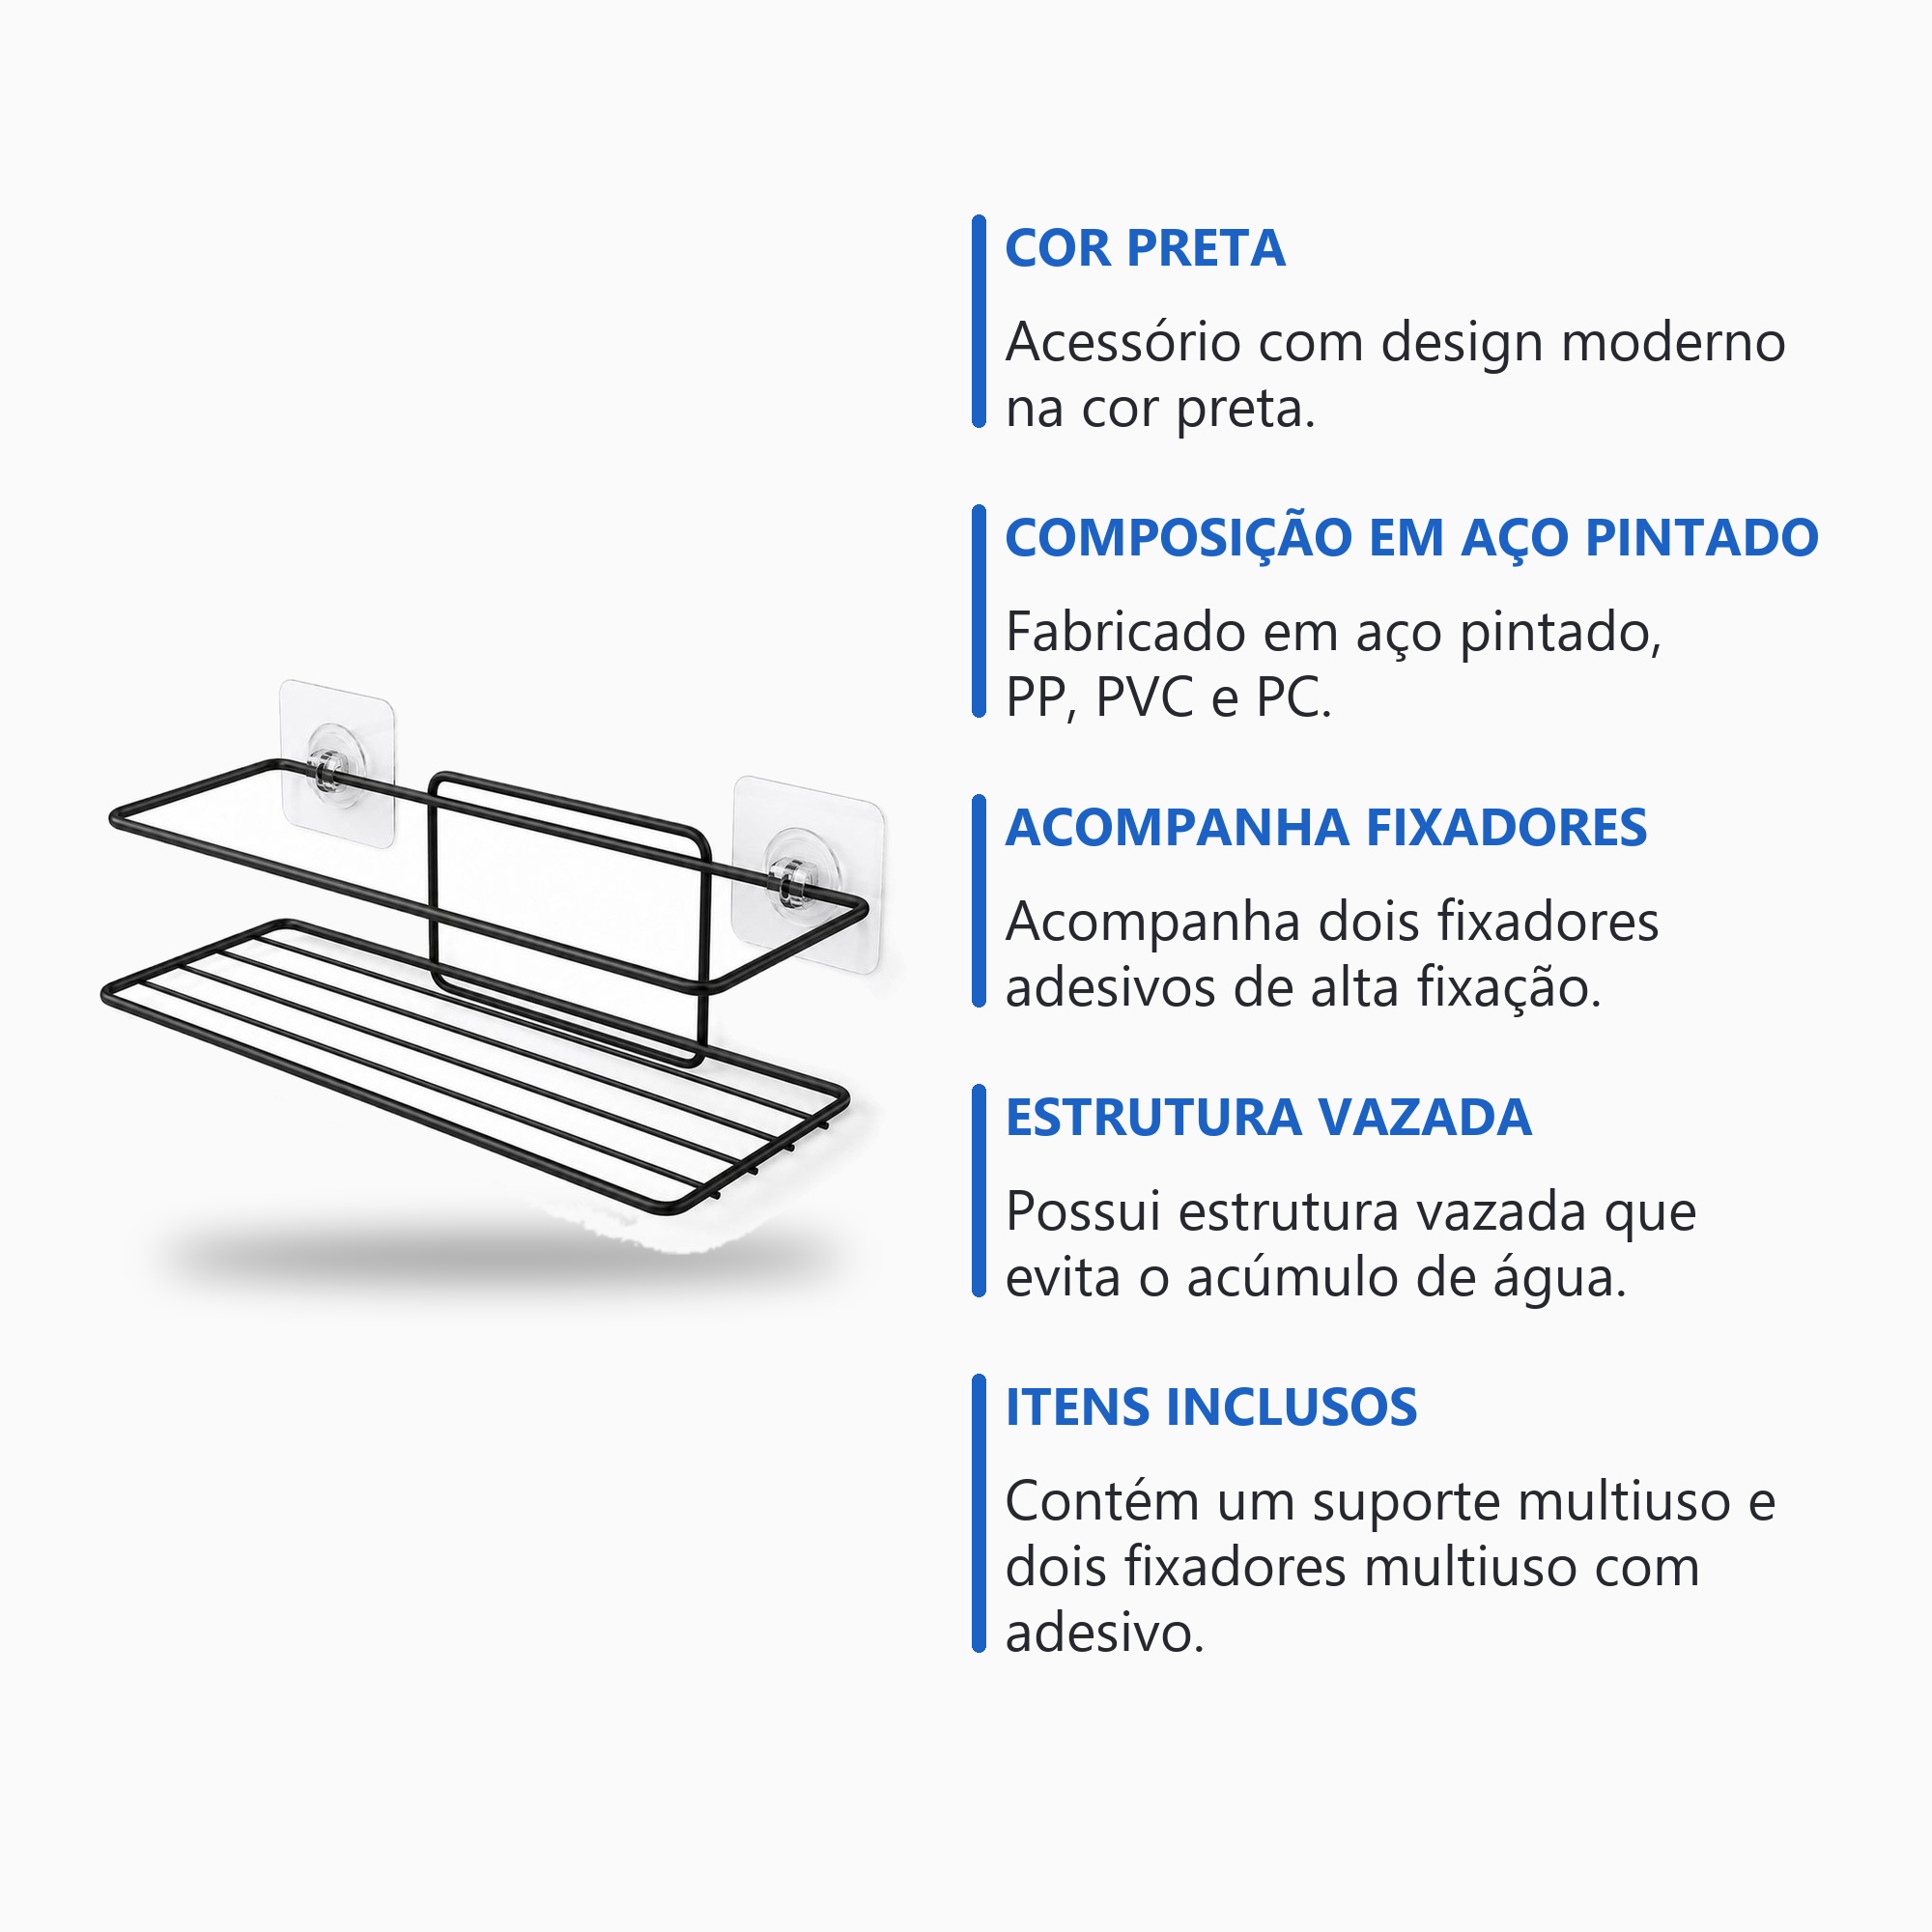 COR PRETA
Acessório com design moderno
na cor preta.
COMPOSIÇÃO EM AÇO PINTADO
Fabricado em aço pintado,
PP, PVC e PC.
ACOMPANHA FIXADORES
Acompanha dois fixadores
adesivos de alta fixação.
ESTRUTURA VAZADA
Possui estrutura vazada que
evita o acúmulo de água.
ITENS INCLUSOS
Contém um suporte multiuso e
dois fixadores multiuso com
adesivo.